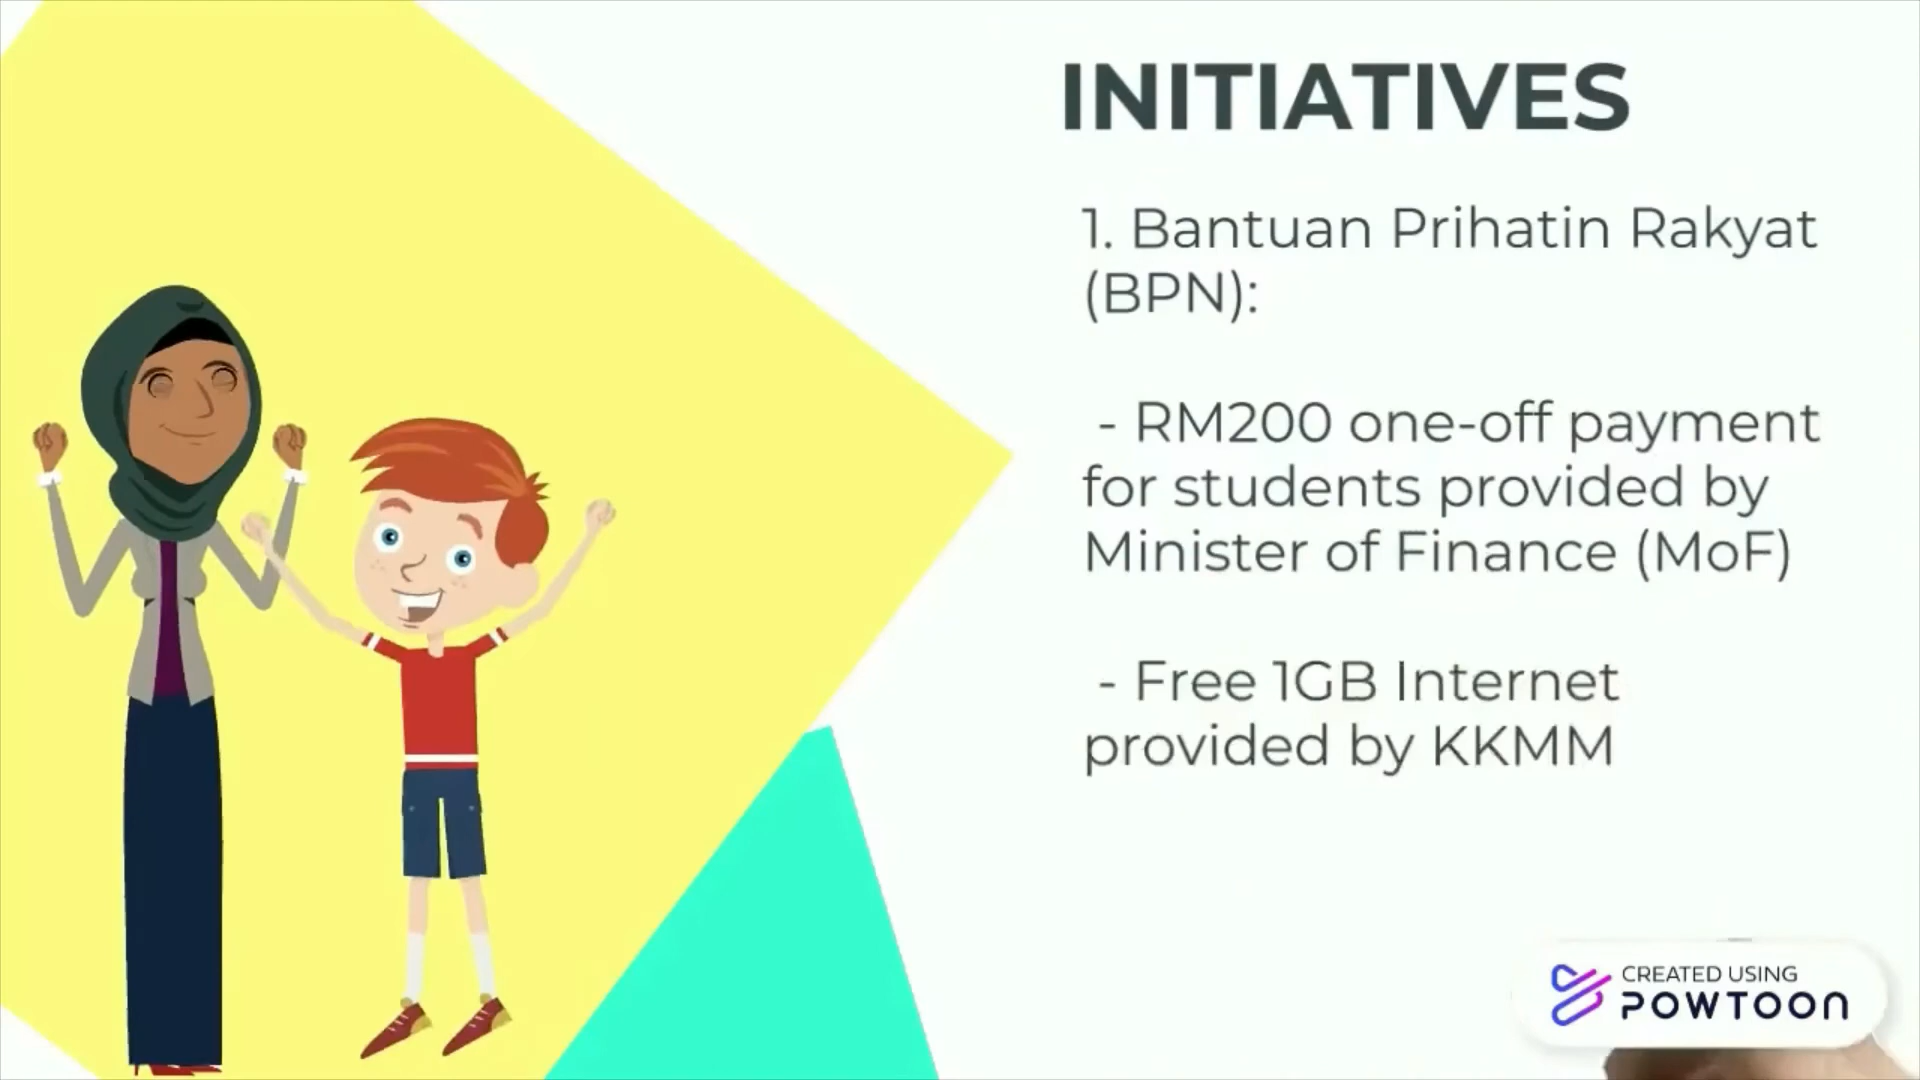 INITIATIVES
1. Bantuan Prihatin Rakyat
(BPN):
- RM200 one-off payment
for students provided by
Minister of Finance (MoF)
- Free 1GB Internet
provided by KKMM
CREATED USING
POWTOON